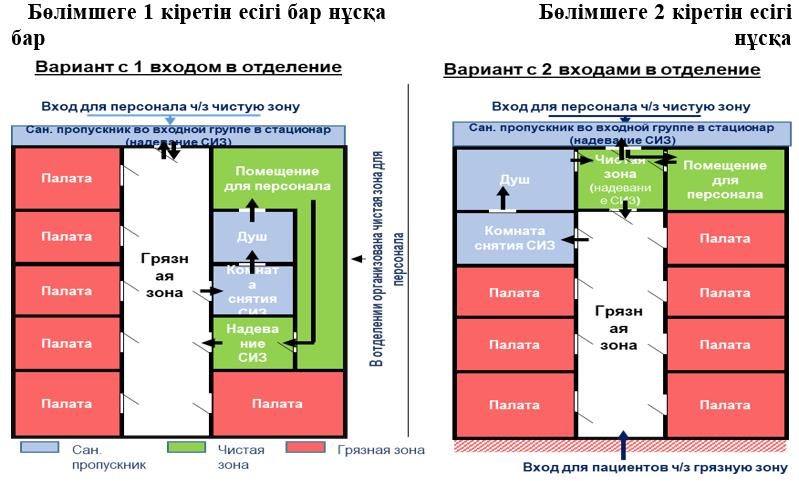 Бөлімшеге 1 кіретін есігі бар нұсқа
бар
Бөлімшеге 2 кіретін есігі
нұсқа
Вариант с 1 входом в отделение
Вход для персонала ч/з чистую зону
Сан. пропускник во входной группе в стационар
(надевание СИЗ)
Палата
Палата
Палата
Палата
Палата
Грязн
ая
зона
Помещение
для персонала
Душ
Комнат
а
снятия
СИЗ
Надева
ние
СИЗ
Палата
В отделении организована чистая зона для
персонала
Вариант с 2 входами в отделение
Вход для персонала ч/з чистую зону
Сан. пропускник во входной группе в стационар
(надевание СИЗ)
Душ
Чистая
зона
(надевани
е СИЗ)
Помещение
для
персонала
Комната
снятия СИЗ
Палата
Палата
Палата
Палата
Грязн
ая
зона
Палата
Палата
Палата
Вход для пациентов ч/з грязную зону
Сан.
пропускник
Чистая
зона
Грязная зона